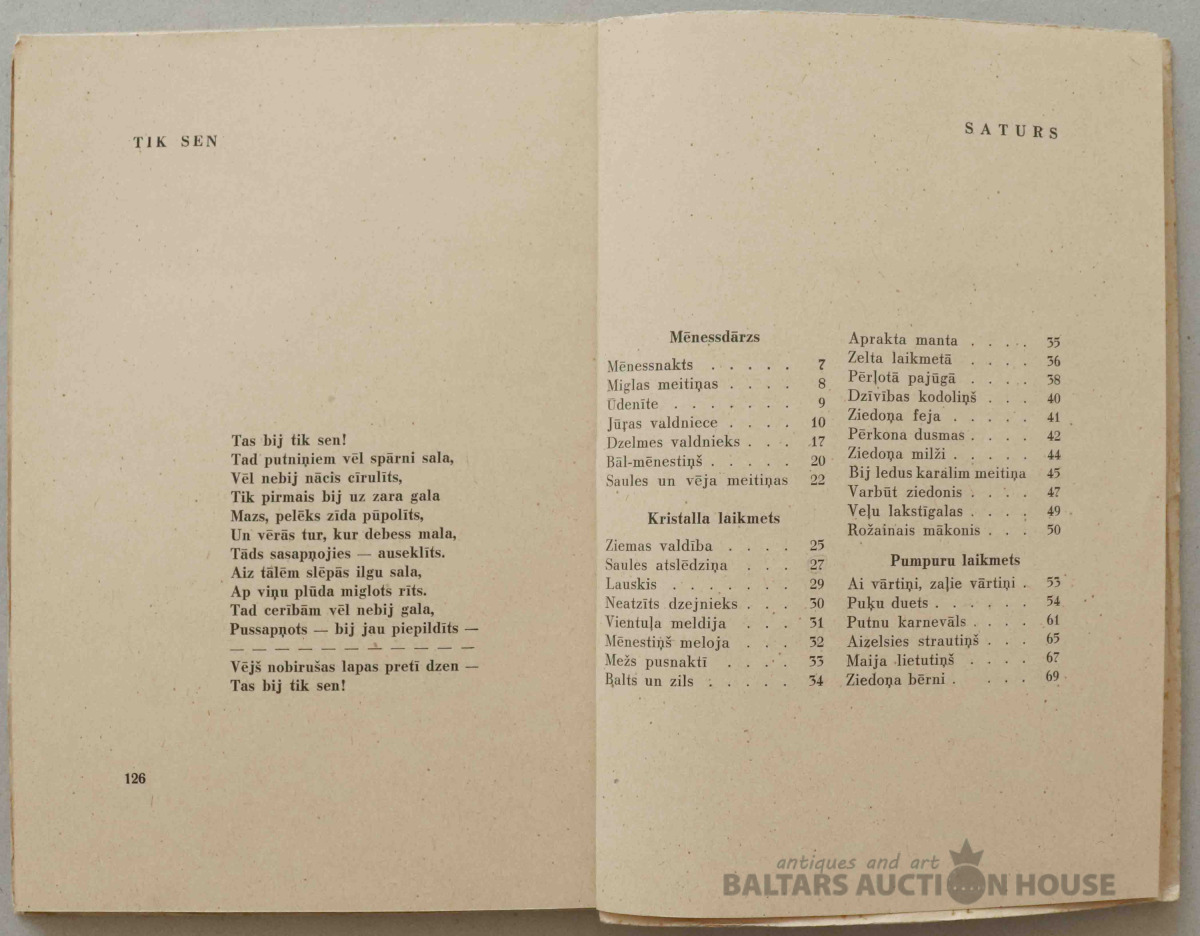 TIK SEN
Tas bij tik sen!
Tad putniņiem vēl spārni sala,
Vēl nebij nācis cīrulīts,
Tik pirmais bij uz zara gala
Mazs, pelēks zīda pūpolīts,
Un vērās tur, kur debess mala,
Tāds sasapņojies — auseklīts.
Aiz tālēm slēpās ilgu sala,
Ap viņu plūda miglots rīts.
Tad cerībām vēl nebij gala,
Pussapņots — bij jau piepildīts —
— — — — — — — — — — — — —
Vējš nobirušas lapas pretī dzen —
Tas bij tik sen!
126
SATURS
Mēnessdārzs
Mēnessnakts . . . . . 7
Miglas meitiņas . . . . 8
Ūdenīte . . . . . . . 9
Jūŗas valdniece . . . . 10
Dzelmes valdnieks . . . 17
Bāl-mēnestiņš . . . . . 20
Saules un vēja meitiņas 22
Kristalla laikmets
Ziemas valdība . . . . 25
Saules atslēdziņa . . . 27
Lauskis . . . . . . . 29
Neatzīts dzejnieks . . . 30
Vientuļa meldija . . . 31
Mēnestiņš meloja . . . 32
Mežs pusnaktī . . . . 33
Balts un zils . . . . . 34
Aprakta manta . . . . 35
Zelta laikmetā . . . . 36
Pērļotā pajūgā . . . . 38
Dzīvības kodoliņš . . . 40
Ziedoņa feja . . . . . 41
Pērkona dusmas . . . . 42
Ziedoņa milži . . . . . 44
Bij ledus karalim meitiņa 45
Varbūt ziedonis . . . . 47
Veļu lakstīgalas . . . . 49
Rožainais mākonis . . . 50
Pumpuru laikmets
Ai vārtiņi, zaļie vārtiņi . 53
Puķu duets . . . . . . 54
Putnu karnevāls . . . . 61
Aizelsies strautiņš . . . 65
Maija lietutiņš . . . . 67
Ziedoņa bērni . . . . 69
antiques and art
BALTARS AUCTION HOUSE